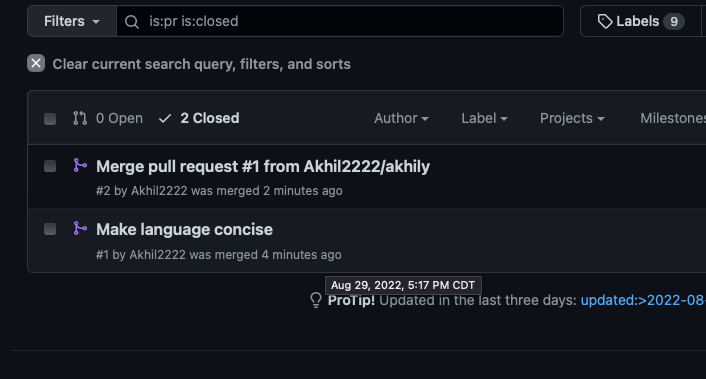 Filters is:pr is:closed Labels 9
Clear current search query, filters, and sorts
0 Open 2 Closed Author Label Projects Milestones
Merge pull request #1 from Akhil2222/akhily
#2 by Akhil2222 was merged 2 minutes ago
Make language concise
#1 by Akhil2222 was merged 4 minutes ago
Aug 29, 2022, 5:17 PM CDT
ProTip! Updated in the last three days: updated:>2022-08-